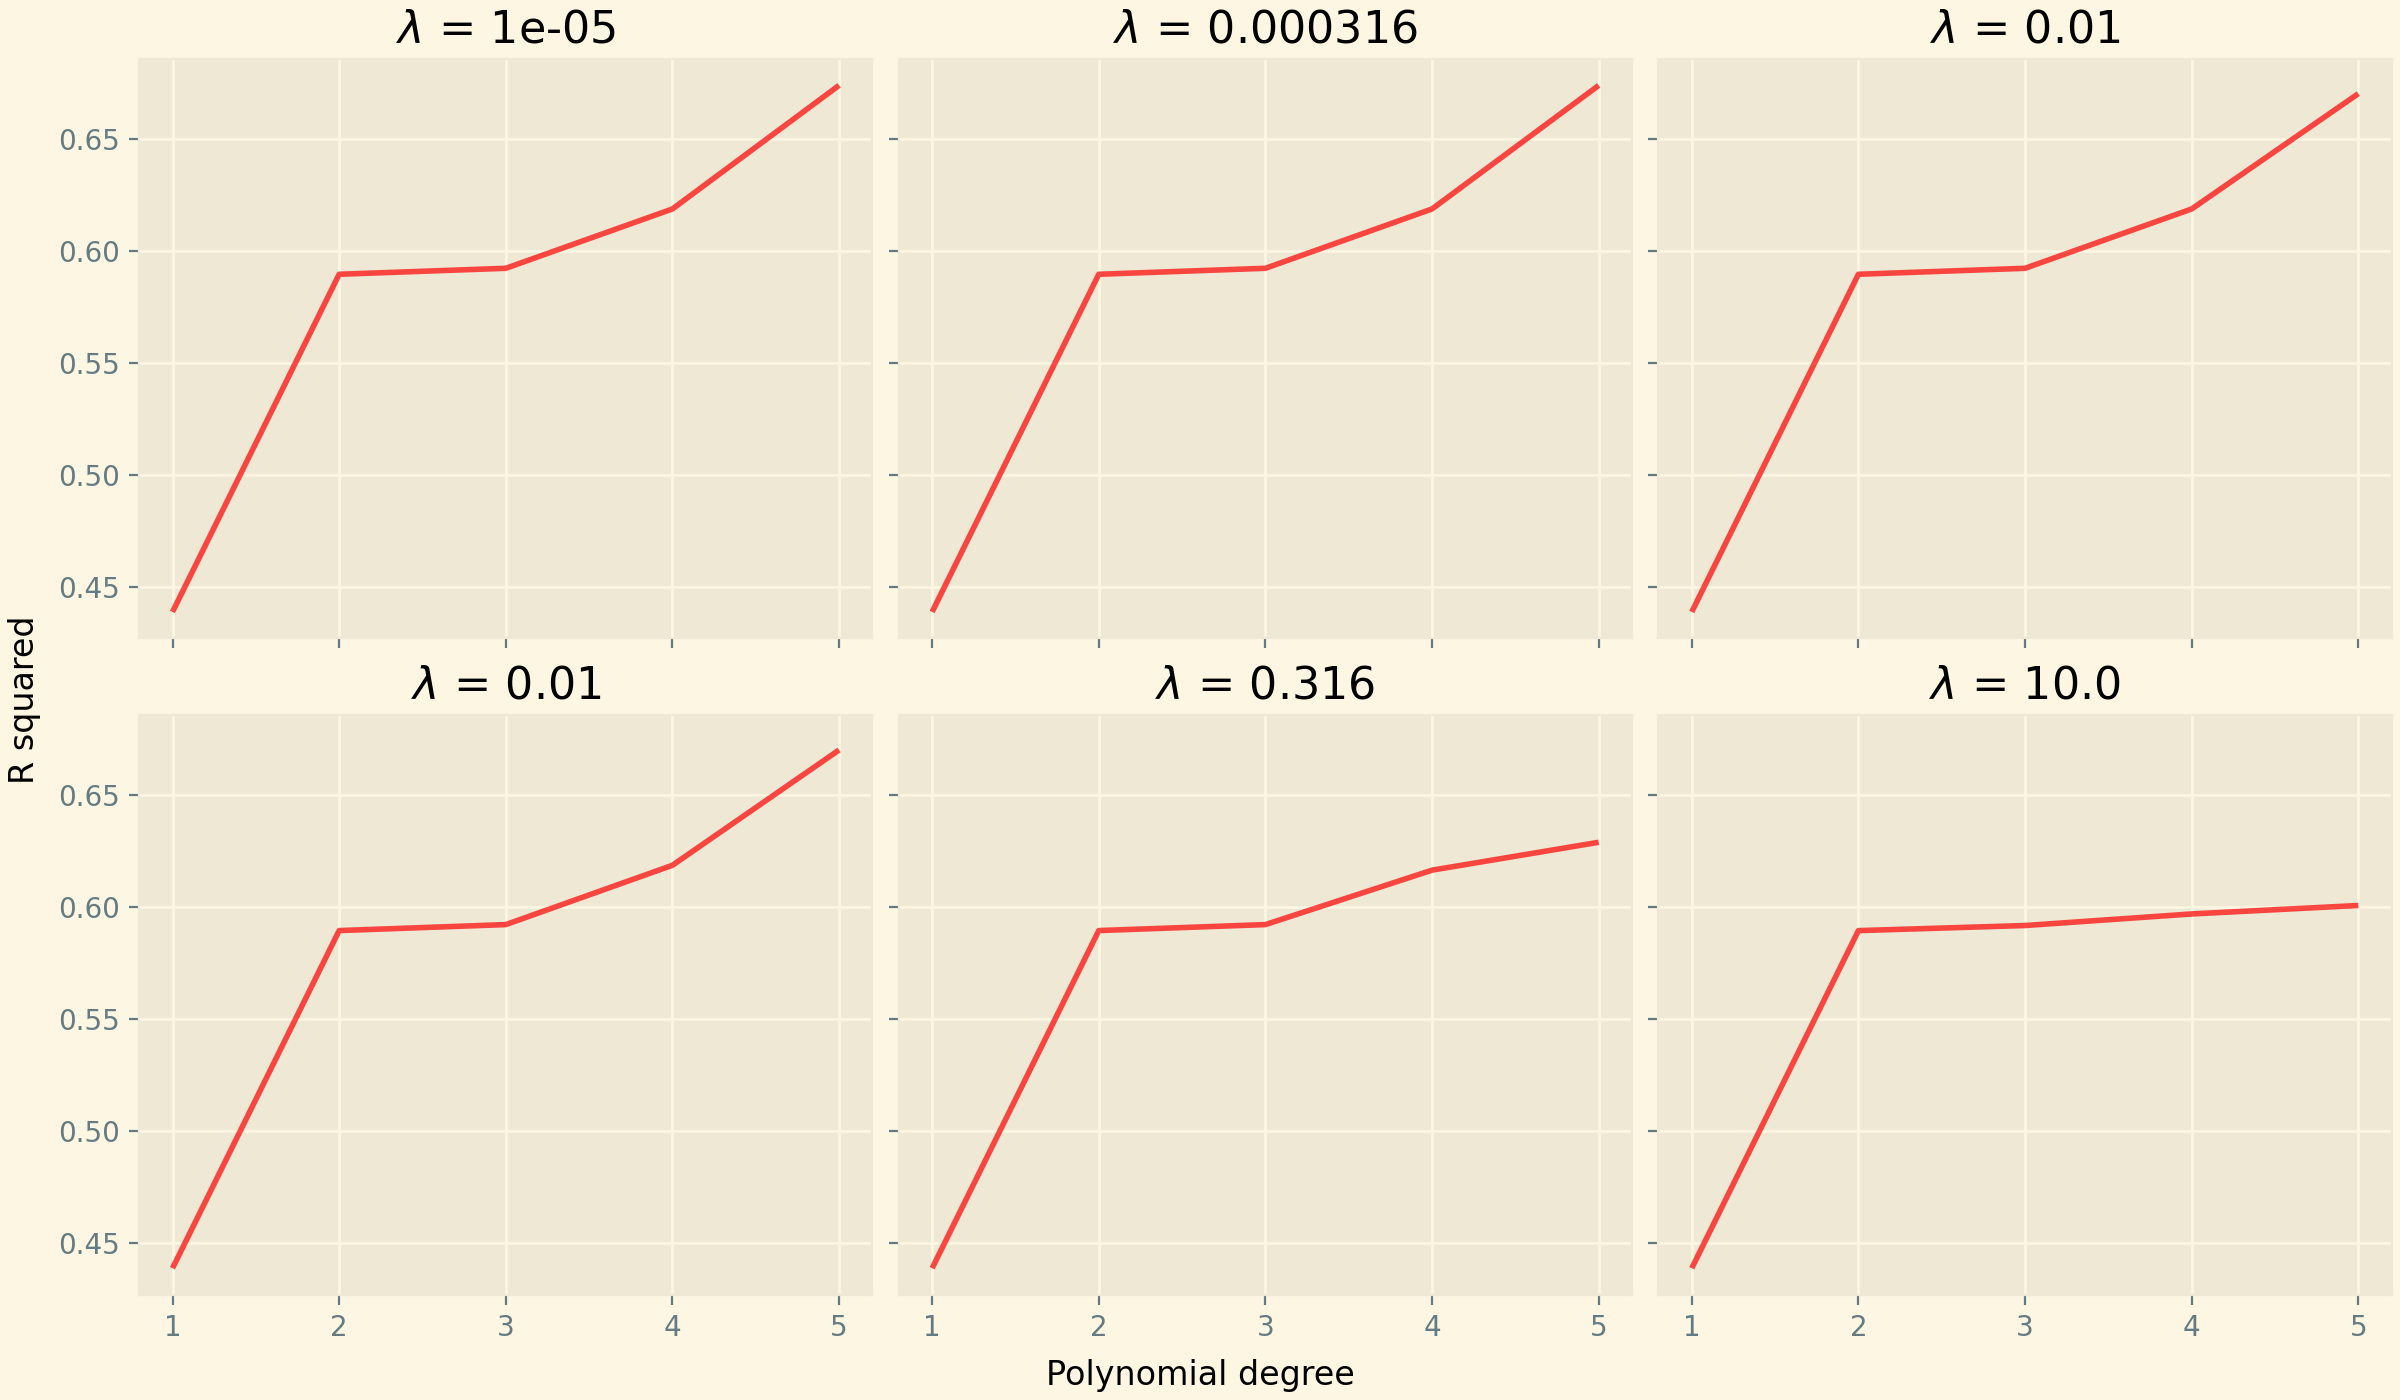 λ = 1e-05
λ = 0.000316
λ = 0.01
0.65
0.60
0.55
0.50
0.45
R squared
λ = 0.01
λ = 0.316
λ = 10.0
0.65
0.60
0.55
0.50
0.45
1 2 3 4 5
1 2 3 4 5
1 2 3 4 5
Polynomial degree